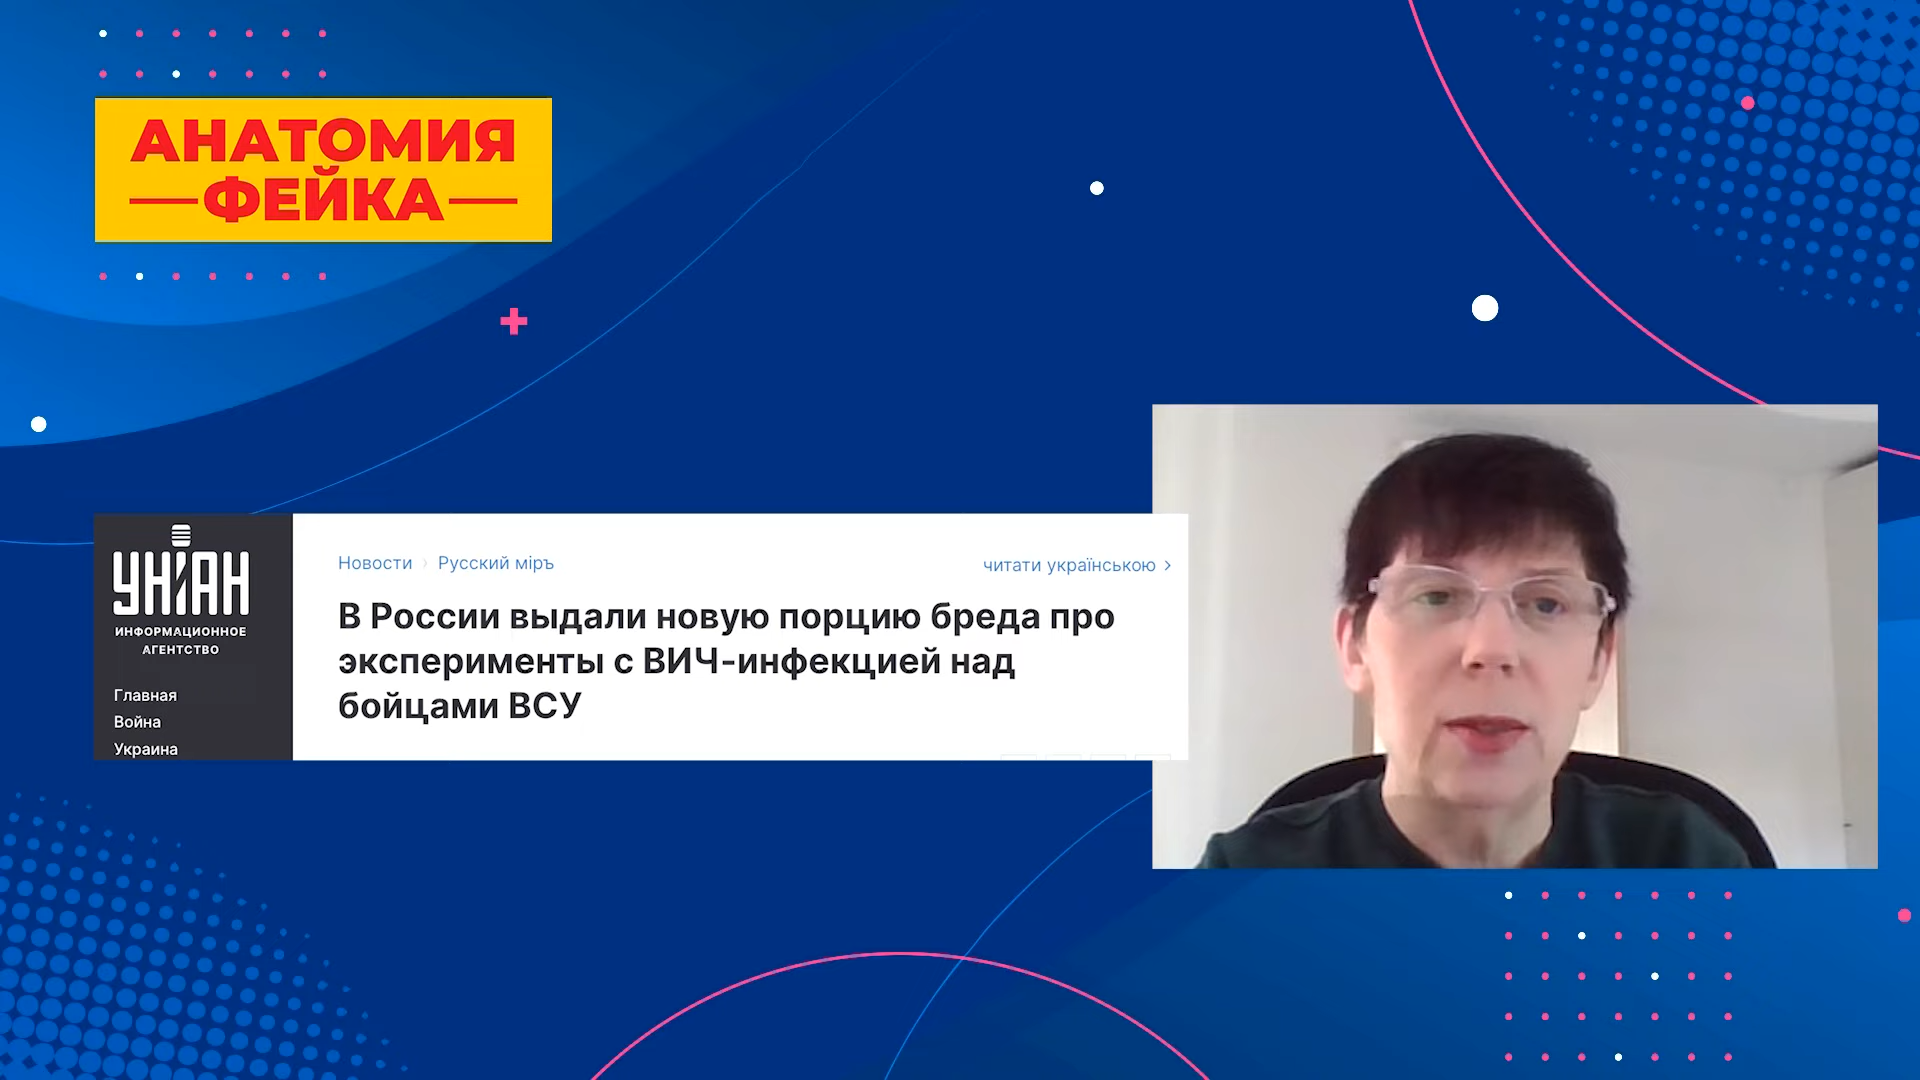 АНАТОМИЯ
ФЕЙКА
УНІАН
ИНФОРМАЦИОННОЕ
АГЕНТСТВО
Главная
Война
Украина
Новости › Русский міръ
читати українською ›
В России выдали новую порцию бреда про
эксперименты с ВИЧ-инфекцией над
бойцами ВСУ